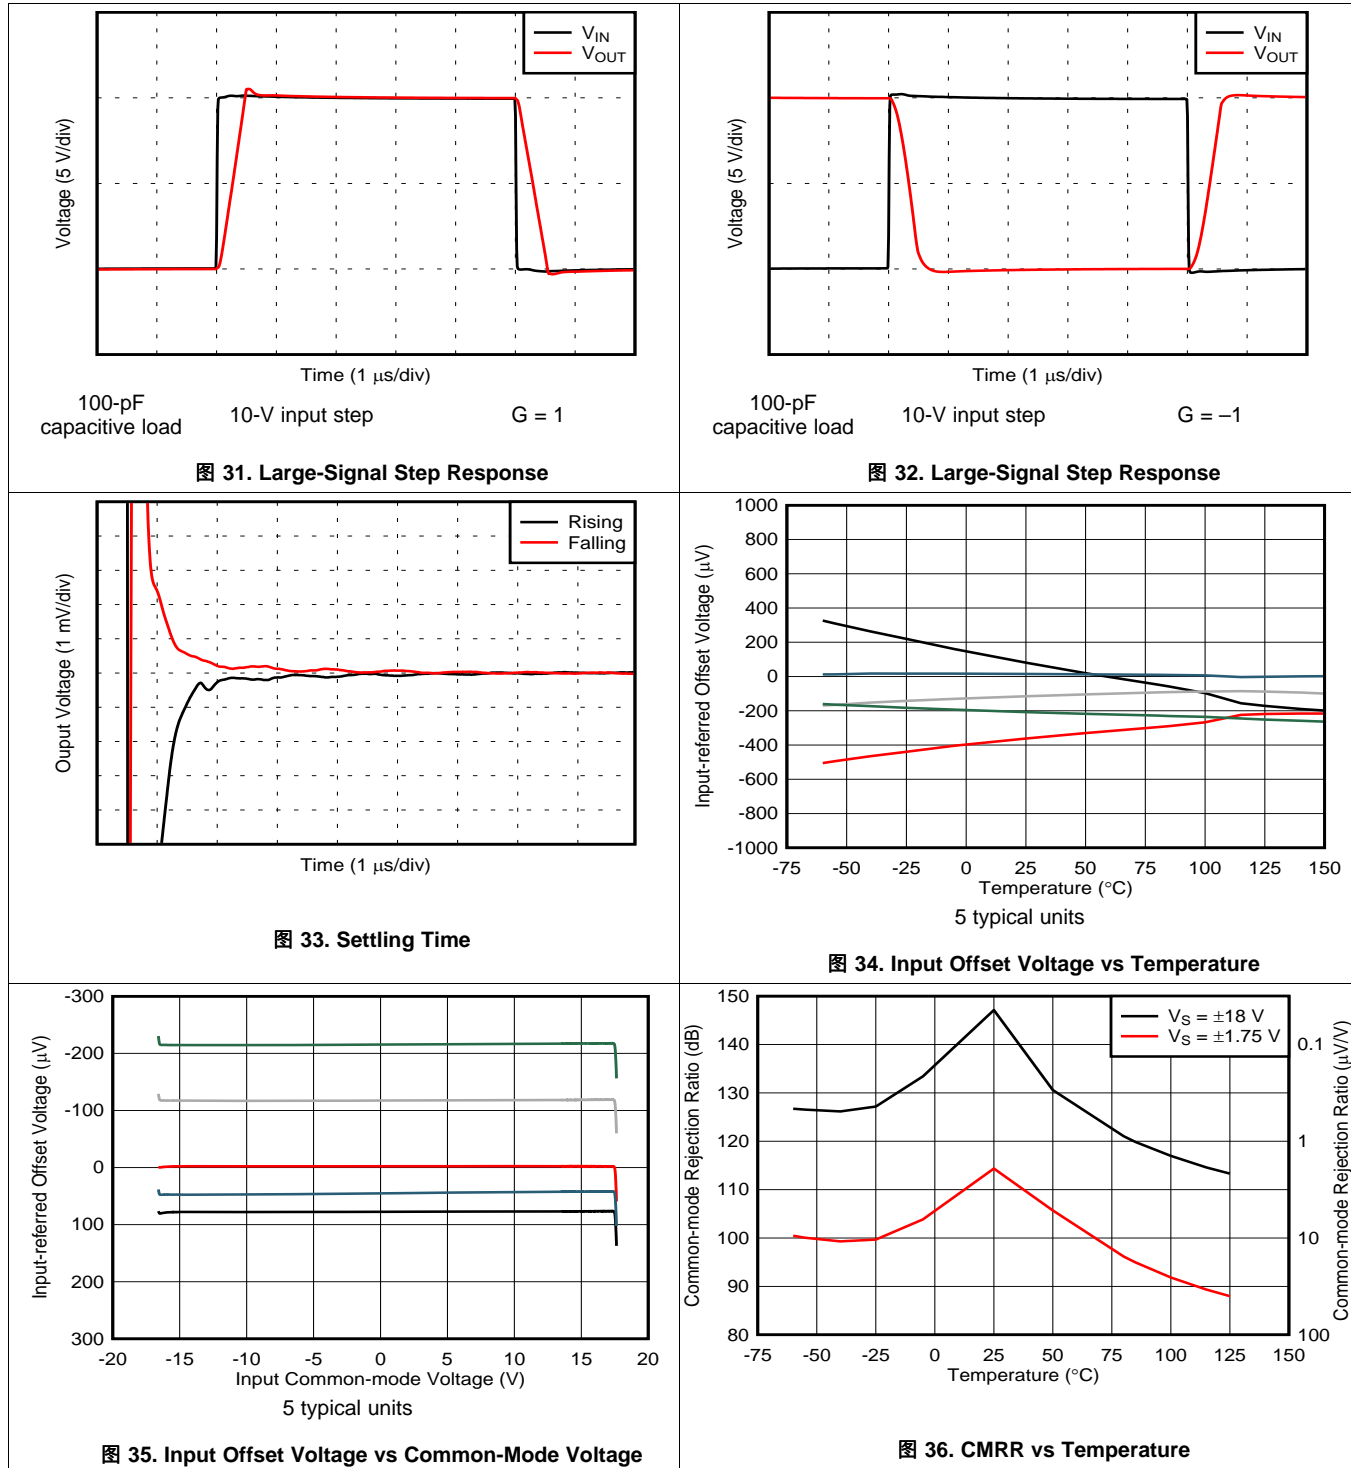 V_IN
V_OUT
Voltage (5 V/div)
Time (1 µs/div)
100-pF
capacitive load
10-V input step
G = 1
图 31. Large-Signal Step Response
V_IN
V_OUT
Voltage (5 V/div)
Time (1 µs/div)
100-pF
capacitive load
10-V input step
G = –1
图 32. Large-Signal Step Response
Rising
Falling
Ouput Voltage (1 mV/div)
Time (1 µs/div)
图 33. Settling Time
1000
800
600
400
200
0
-200
-400
-600
-800
-1000
Input-referred Offset Voltage (µV)
-75 -50 -25 0 25 50 75 100 125 150
Temperature (°C)
5 typical units
图 34. Input Offset Voltage vs Temperature
-300
-200
-100
0
100
200
300
Input-referred Offset Voltage (µV)
-20 -15 -10 -5 0 5 10 15 20
Input Common-mode Voltage (V)
5 typical units
图 35. Input Offset Voltage vs Common-Mode Voltage
V_S = ±18 V
V_S = ±1.75 V
150
140
130
120
110
100
90
80
Common-mode Rejection Ratio (dB)
0.1
1
10
100
Common-mode Rejection Ratio (µV/V)
-75 -50 -25 0 25 50 75 100 125 150
Temperature (°C)
图 36. CMRR vs Temperature